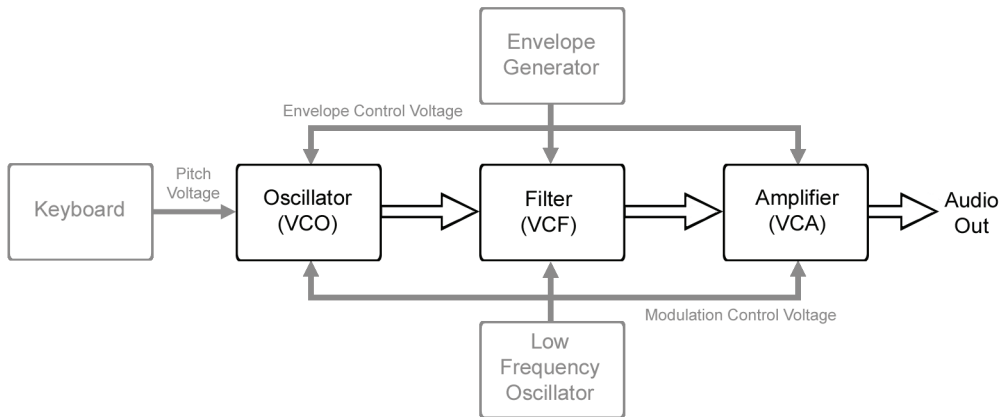 Envelope
Generator
Envelope Control Voltage
Keyboard
Pitch
Voltage
Oscillator
(VCO)
Filter
(VCF)
Amplifier
(VCA)
Audio
Out
Modulation Control Voltage
Low
Frequency
Oscillator